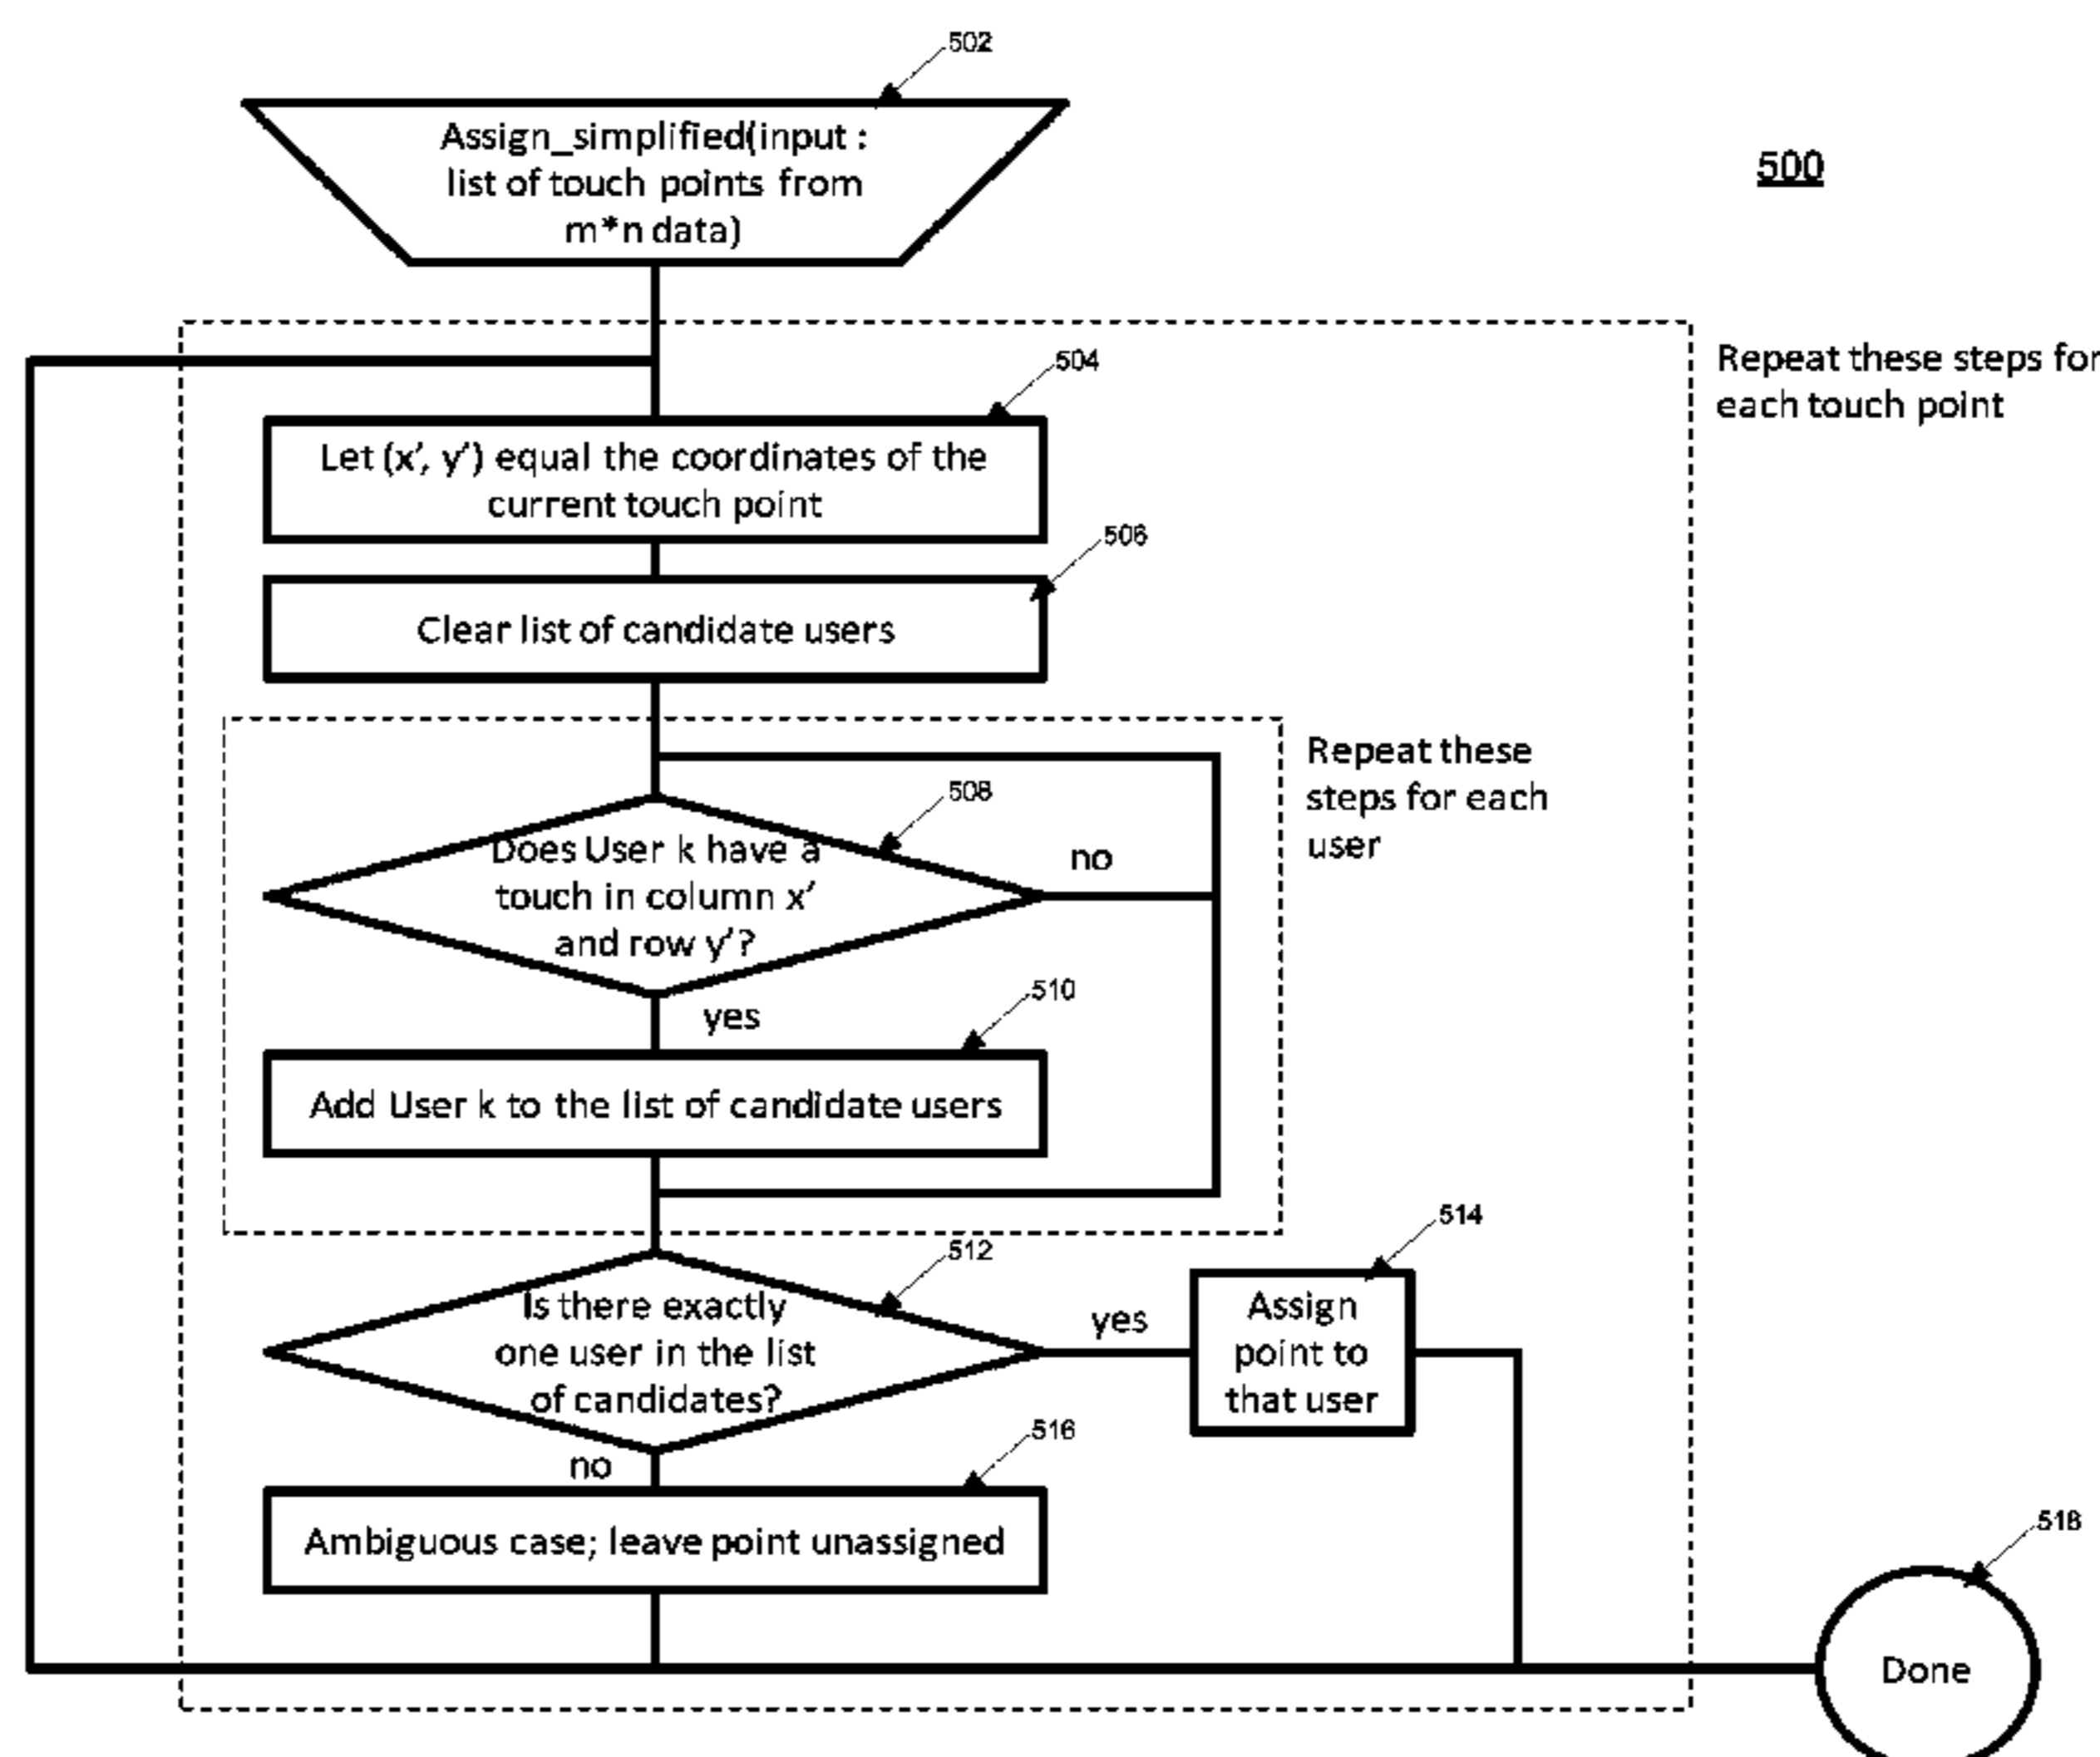 502
Assign_simplified(input :
list of touch points from
m*n data)
500
Repeat these steps for
each touch point
504
Let (x', y') equal the coordinates of the
current touch point
506
Clear list of candidate users
Repeat these
steps for each
user
508
Does User k have a
touch in column x'
and row y'?
no
yes
510
Add User k to the list of candidate users
512
Is there exactly
one user in the list
of candidates?
yes
514
Assign
point to
that user
no
516
Ambiguous case; leave point unassigned
518
Done